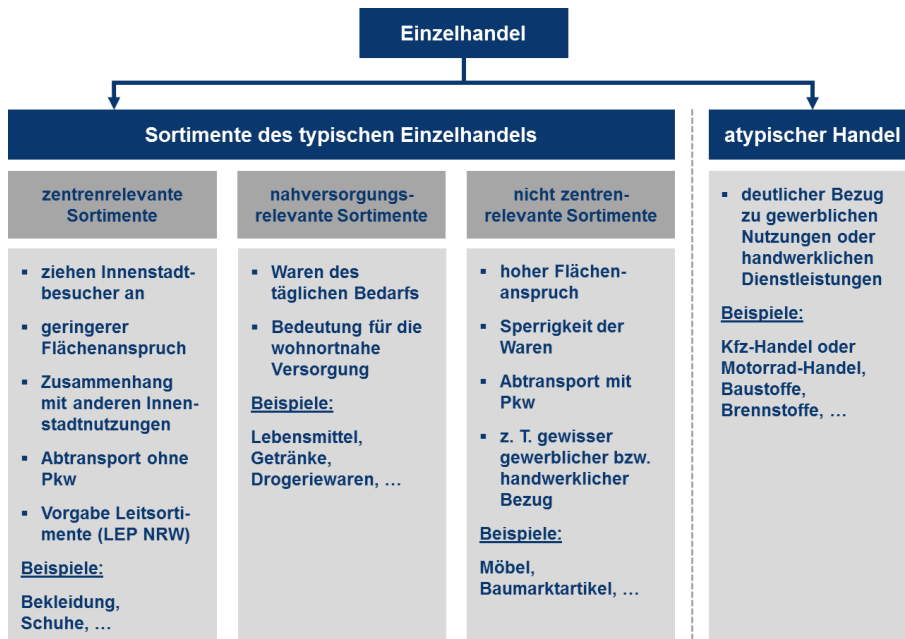 Einzelhandel
Sortimente des typischen Einzelhandels
zentrenrelevante
Sortimente
▪ ziehen Innenstadt-
besucher an
▪ geringerer
Flächenanspruch
▪ Zusammenhang
mit anderen Innen-
stadtnutzungen
▪ Abtransport ohne
Pkw
▪ Vorgabe Leitsorti-
mente (LEP NRW)
Beispiele:
Bekleidung,
Schuhe, …
nahversorgungs-
relevante Sortimente
▪ Waren des
täglichen Bedarfs
▪ Bedeutung für die
wohnortnahe
Versorgung
Beispiele:
Lebensmittel,
Getränke,
Drogeriewaren, …
nicht zentren-
relevante Sortimente
▪ hoher Flächen-
anspruch
▪ Sperrigkeit der
Waren
▪ Abtransport mit
Pkw
▪ z. T. gewisser
gewerblicher bzw.
handwerklicher
Bezug
Beispiele:
Möbel,
Baumarktartikel, …
atypischer Handel
▪ deutlicher Bezug
zu gewerblichen
Nutzungen oder
handwerklichen
Dienstleistungen
Beispiele:
Kfz-Handel oder
Motorrad-Handel,
Baustoffe,
Brennstoffe, …